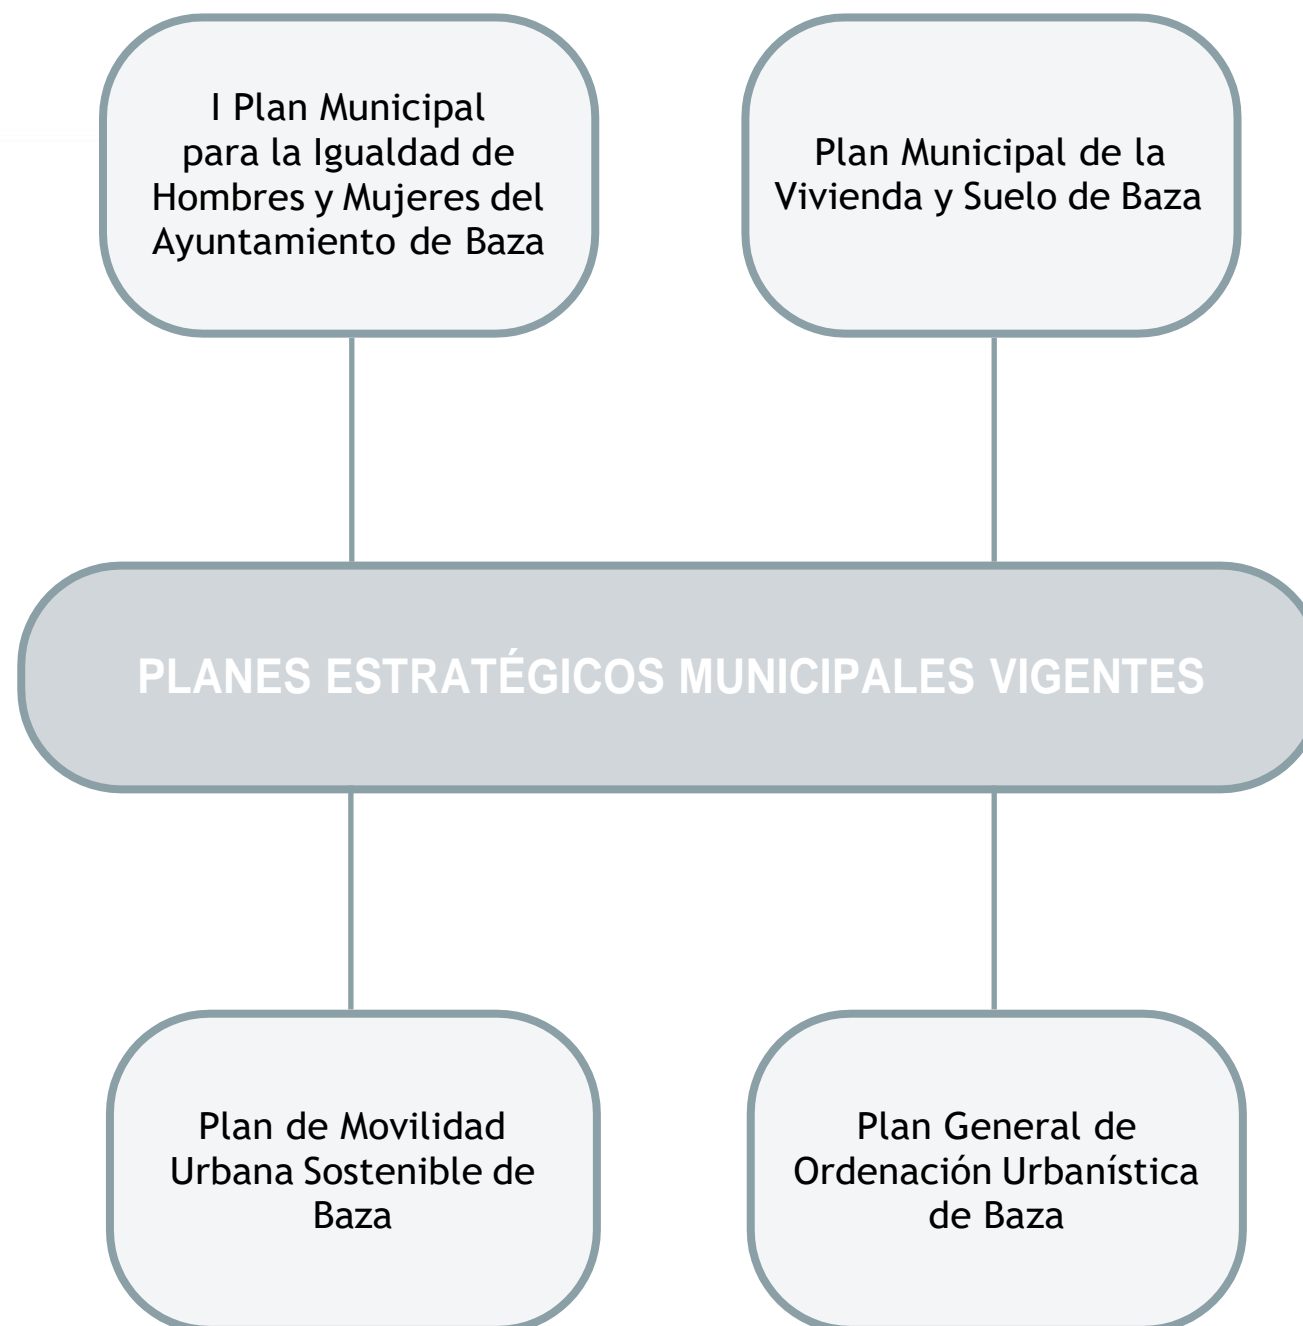 I Plan Municipal
para la Igualdad de
Hombres y Mujeres del
Ayuntamiento de Baza
Plan Municipal de la
Vivienda y Suelo de Baza
PLANES ESTRATÉGICOS MUNICIPALES VIGENTES
Plan de Movilidad
Urbana Sostenible de
Baza
Plan General de
Ordenación Urbanística
de Baza